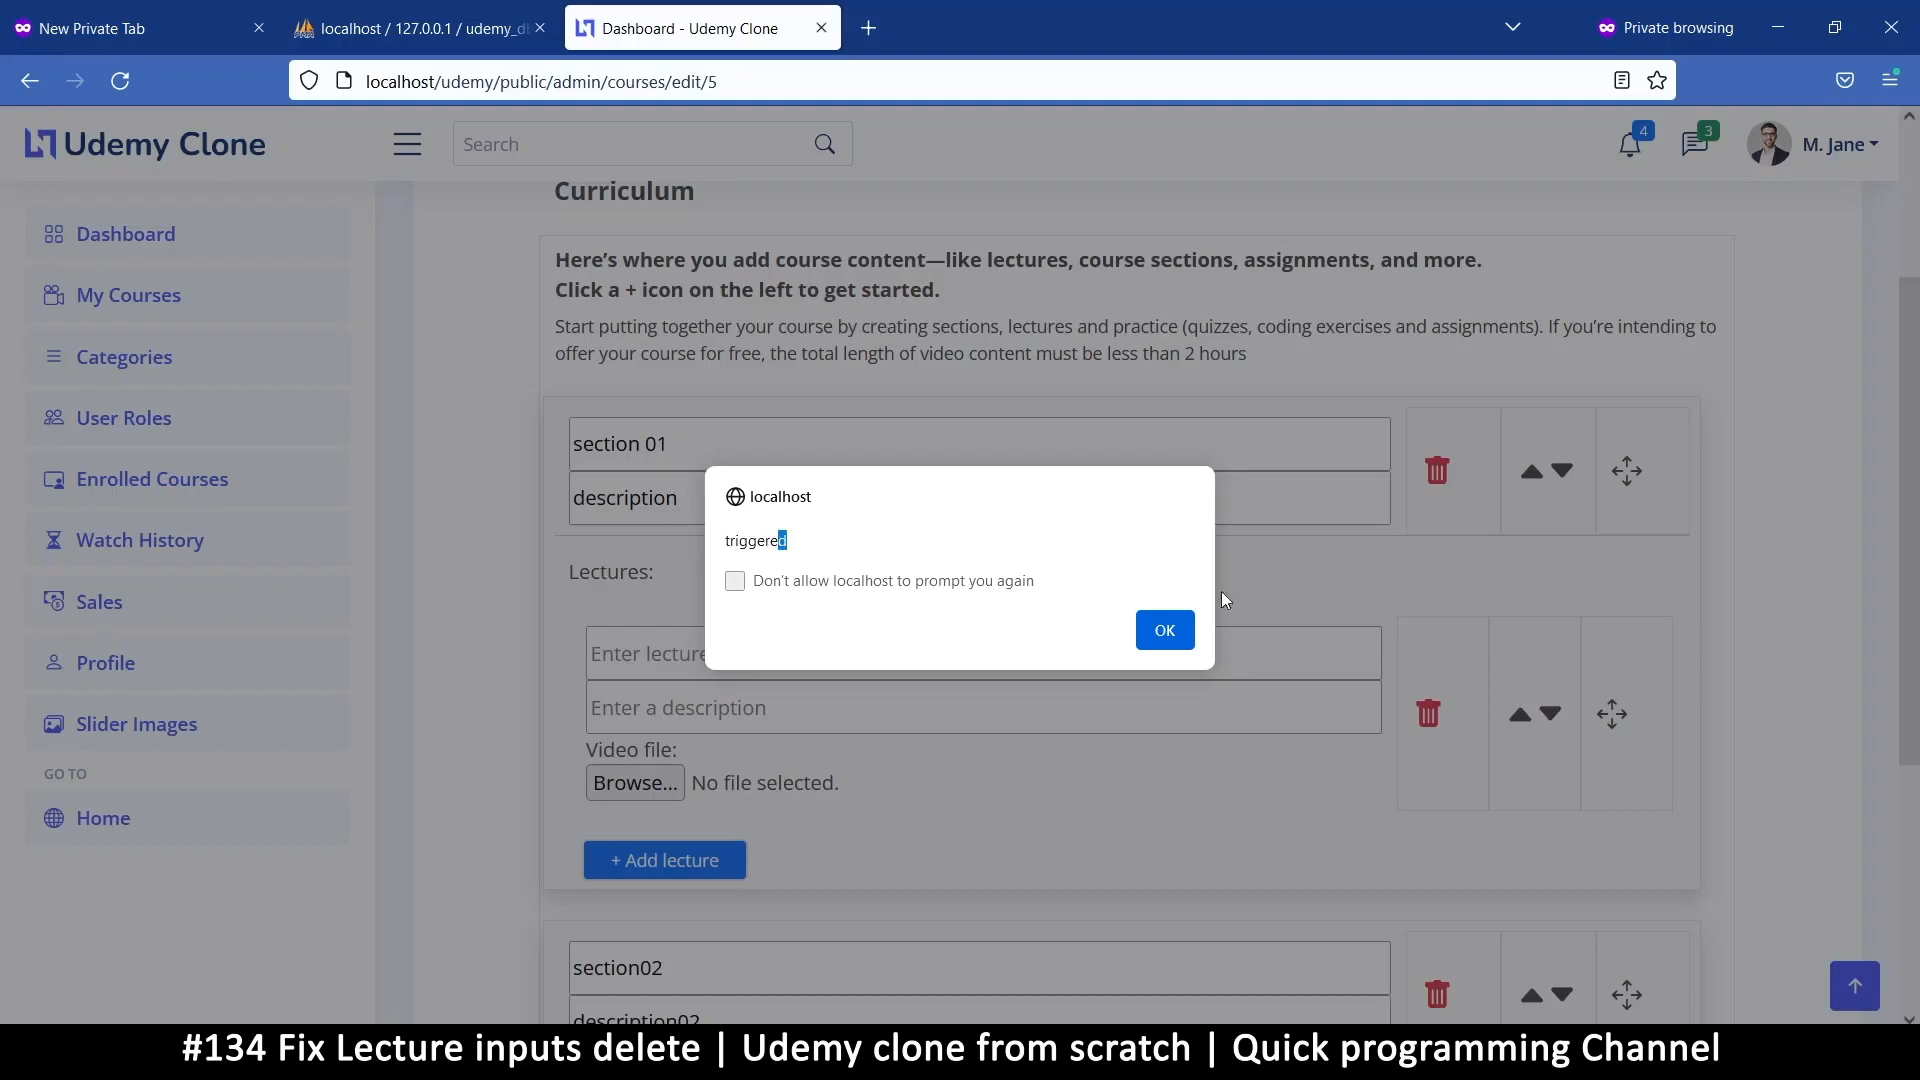 New Private Tab
localhost / 127.0.0.1 / udemy_d
Dashboard - Udemy Clone
Private browsing
localhost/udemy/public/admin/courses/edit/5
Udemy Clone
Search
4
3
M. Jane
Dashboard
My Courses
Categories
User Roles
Enrolled Courses
Watch History
Sales
Profile
Slider Images
GO TO
Home
Curriculum
Here’s where you add course content—like lectures, course sections, assignments, and more.
Click a + icon on the left to get started.
Start putting together your course by creating sections, lectures and practice (quizzes, coding exercises and assignments). If you’re intending to
offer your course for free, the total length of video content must be less than 2 hours
section 01
description
localhost
triggered
Don’t allow localhost to prompt you again
OK
Lectures:
Enter lecture
Enter a description
Video file:
Browse... No file selected.
+ Add lecture
section02
description02
#134 Fix Lecture inputs delete | Udemy clone from scratch | Quick programming Channel